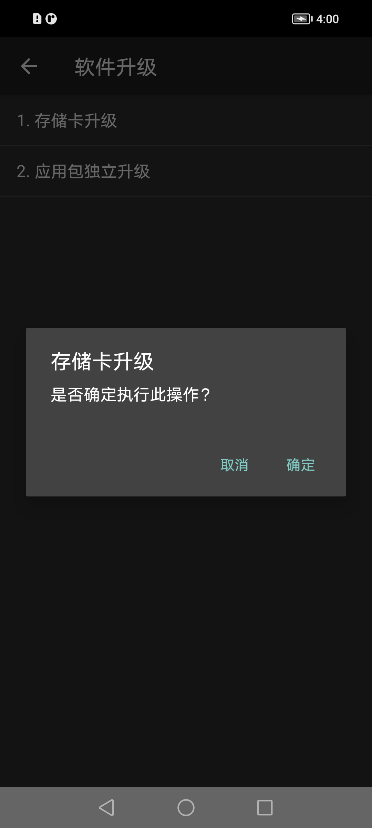 4:00
软件升级
1. 存储卡升级
2. 应用包独立升级
存储卡升级
是否确定执行此操作?
取消 确定